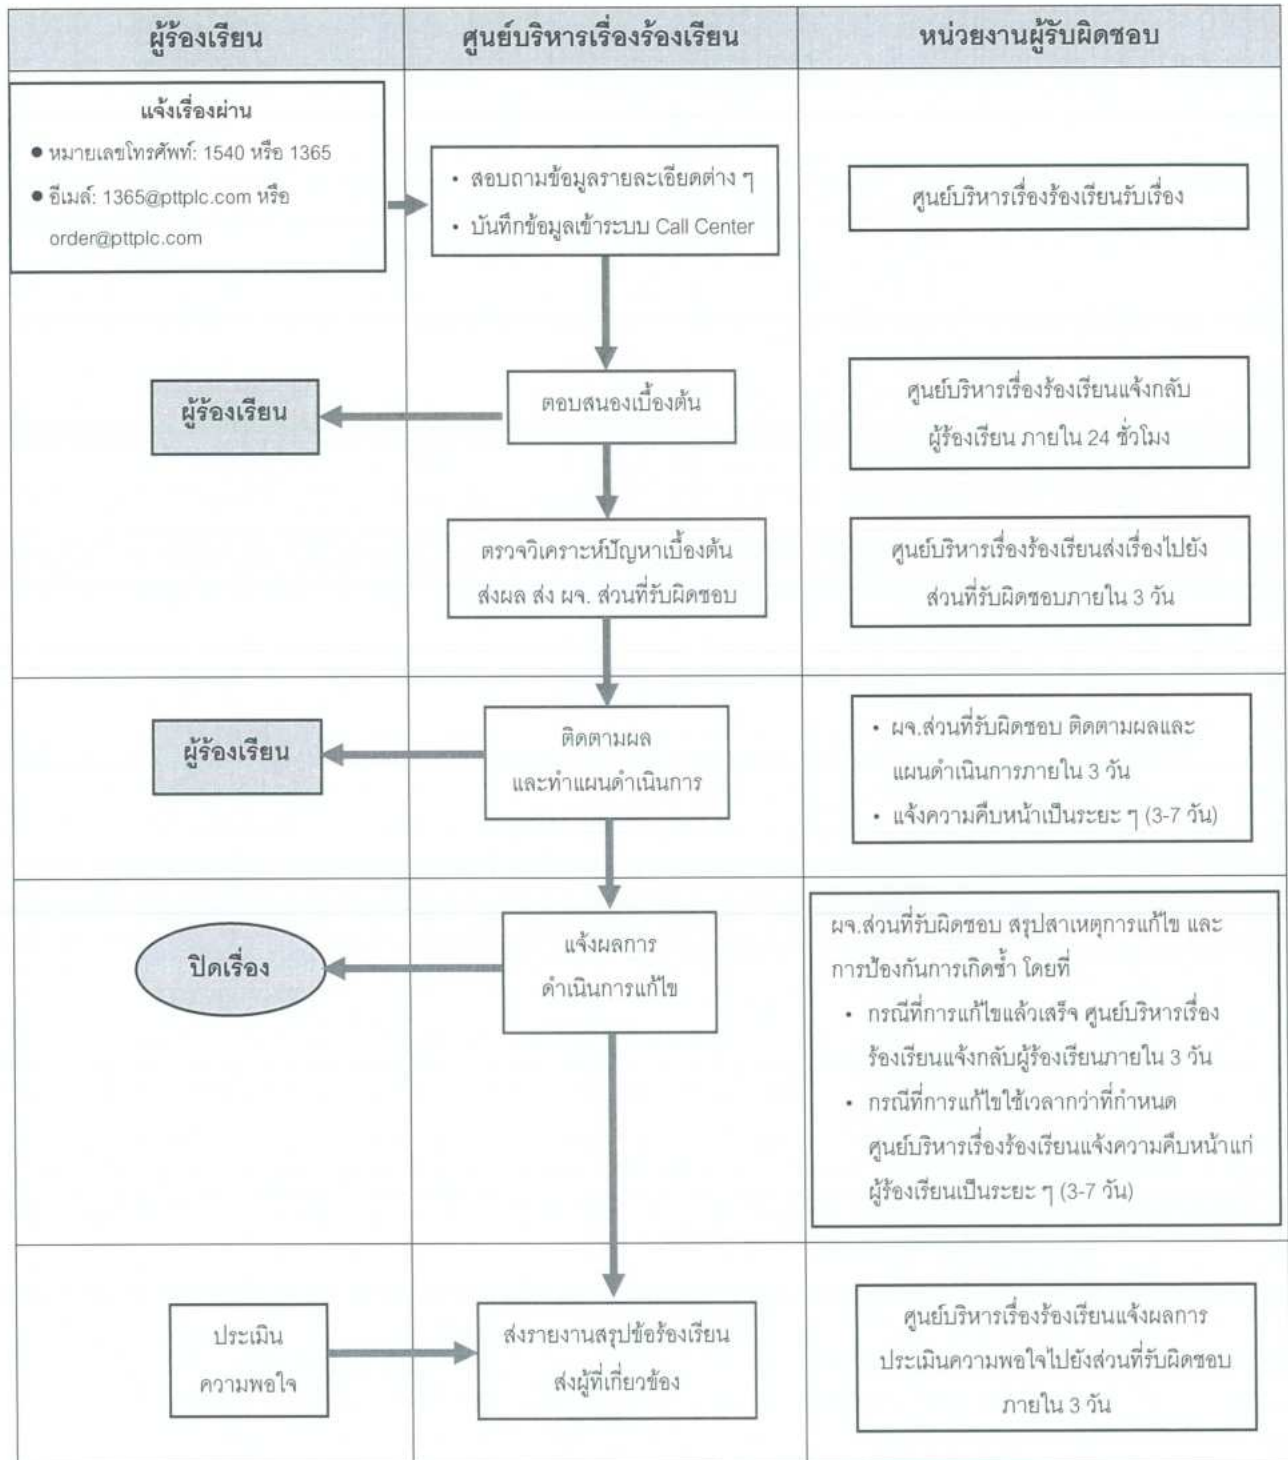 ผู้ร้องเรียน
ศูนย์บริหารเรื่องร้องเรียน
หน่วยงานผู้รับผิดชอบ
แจ้งเรื่องผ่าน
● หมายเลขโทรศัพท์: 1540 หรือ 1365
● อีเมล์: 1365@pttplc.com หรือ
order@pttplc.com
• สอบถามข้อมูลรายละเอียดต่าง ๆ
• บันทึกข้อมูลเข้าระบบ Call Center
ศูนย์บริหารเรื่องร้องเรียนรับเรื่อง
ผู้ร้องเรียน
ตอบสนองเบื้องต้น
ศูนย์บริหารเรื่องร้องเรียนแจ้งกลับ
ผู้ร้องเรียน ภายใน 24 ชั่วโมง
ตรวจวิเคราะห์ปัญหาเบื้องต้น
ส่งผล ส่ง ผจ. ส่วนที่รับผิดชอบ
ศูนย์บริหารเรื่องร้องเรียนส่งเรื่องไปยัง
ส่วนที่รับผิดชอบภายใน 3 วัน
ผู้ร้องเรียน
ติดตามผล
และทำแผนดำเนินการ
• ผจ.ส่วนที่รับผิดชอบ ติดตามผลและ
แผนดำเนินการภายใน 3 วัน
• แจ้งความคืบหน้าเป็นระยะ ๆ (3-7 วัน)
ปิดเรื่อง
แจ้งผลการ
ดำเนินการแก้ไข
ผจ.ส่วนที่รับผิดชอบ สรุปสาเหตุการแก้ไข และ
การป้องกันการเกิดซ้ำ โดยที่
• กรณีที่การแก้ไขแล้วเสร็จ ศูนย์บริหารเรื่อง
ร้องเรียนแจ้งกลับผู้ร้องเรียนภายใน 3 วัน
• กรณีที่การแก้ไขใช้เวลากว่าที่กำหนด
ศูนย์บริหารเรื่องร้องเรียนแจ้งความคืบหน้าแก่
ผู้ร้องเรียนเป็นระยะ ๆ (3-7 วัน)
ประเมิน
ความพอใจ
ส่งรายงานสรุปข้อร้องเรียน
ส่งผู้ที่เกี่ยวข้อง
ศูนย์บริหารเรื่องร้องเรียนแจ้งผลการ
ประเมินความพอใจไปยังส่วนที่รับผิดชอบ
ภายใน 3 วัน